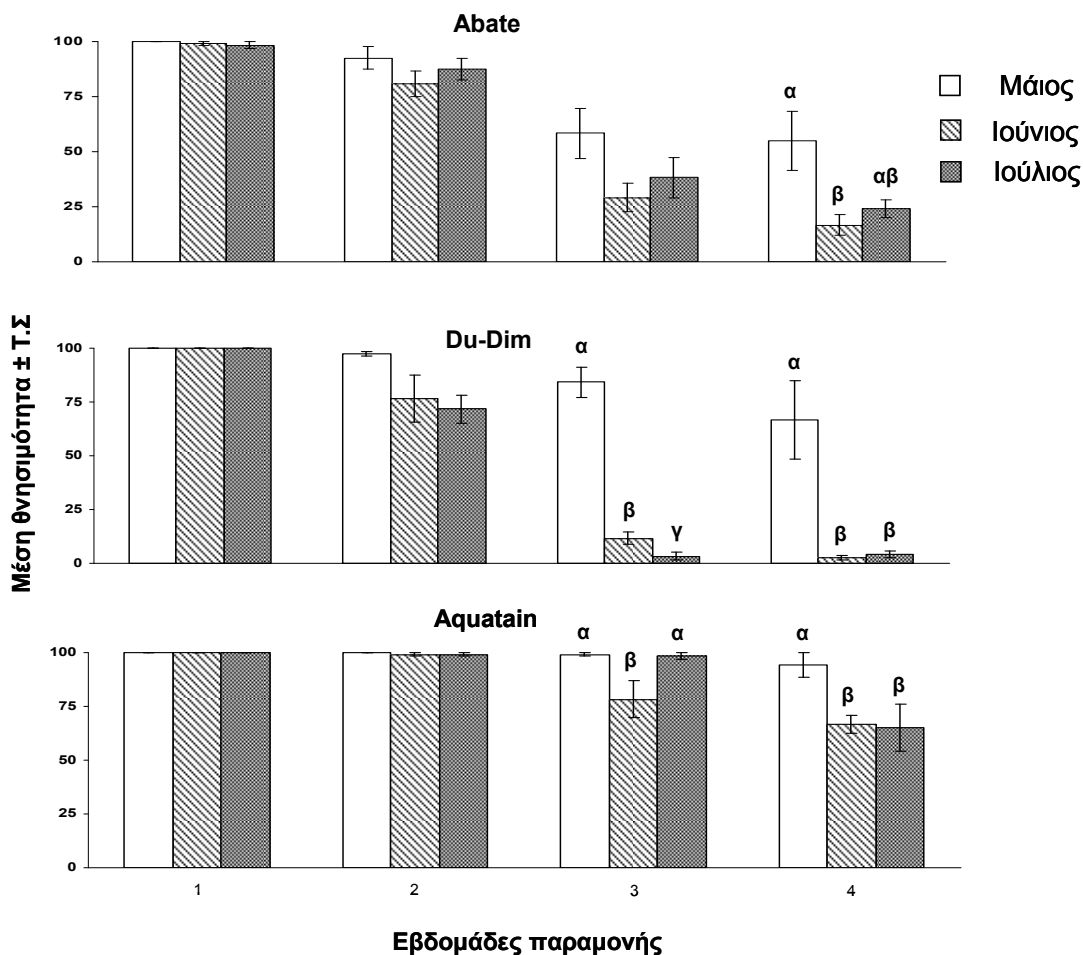 Abate
100
75
50
25
0
α
β
αβ
Μάιος
Ιούνιος
Ιούλιος
Μέση θνησιμότητα ± Τ.Σ
Du-Dim
100
75
50
25
0
α
β
γ
α
β
β
Aquatain
100
75
50
25
0
α
β
α
α
β
β
1 2 3 4
Εβδομάδες παραμονής